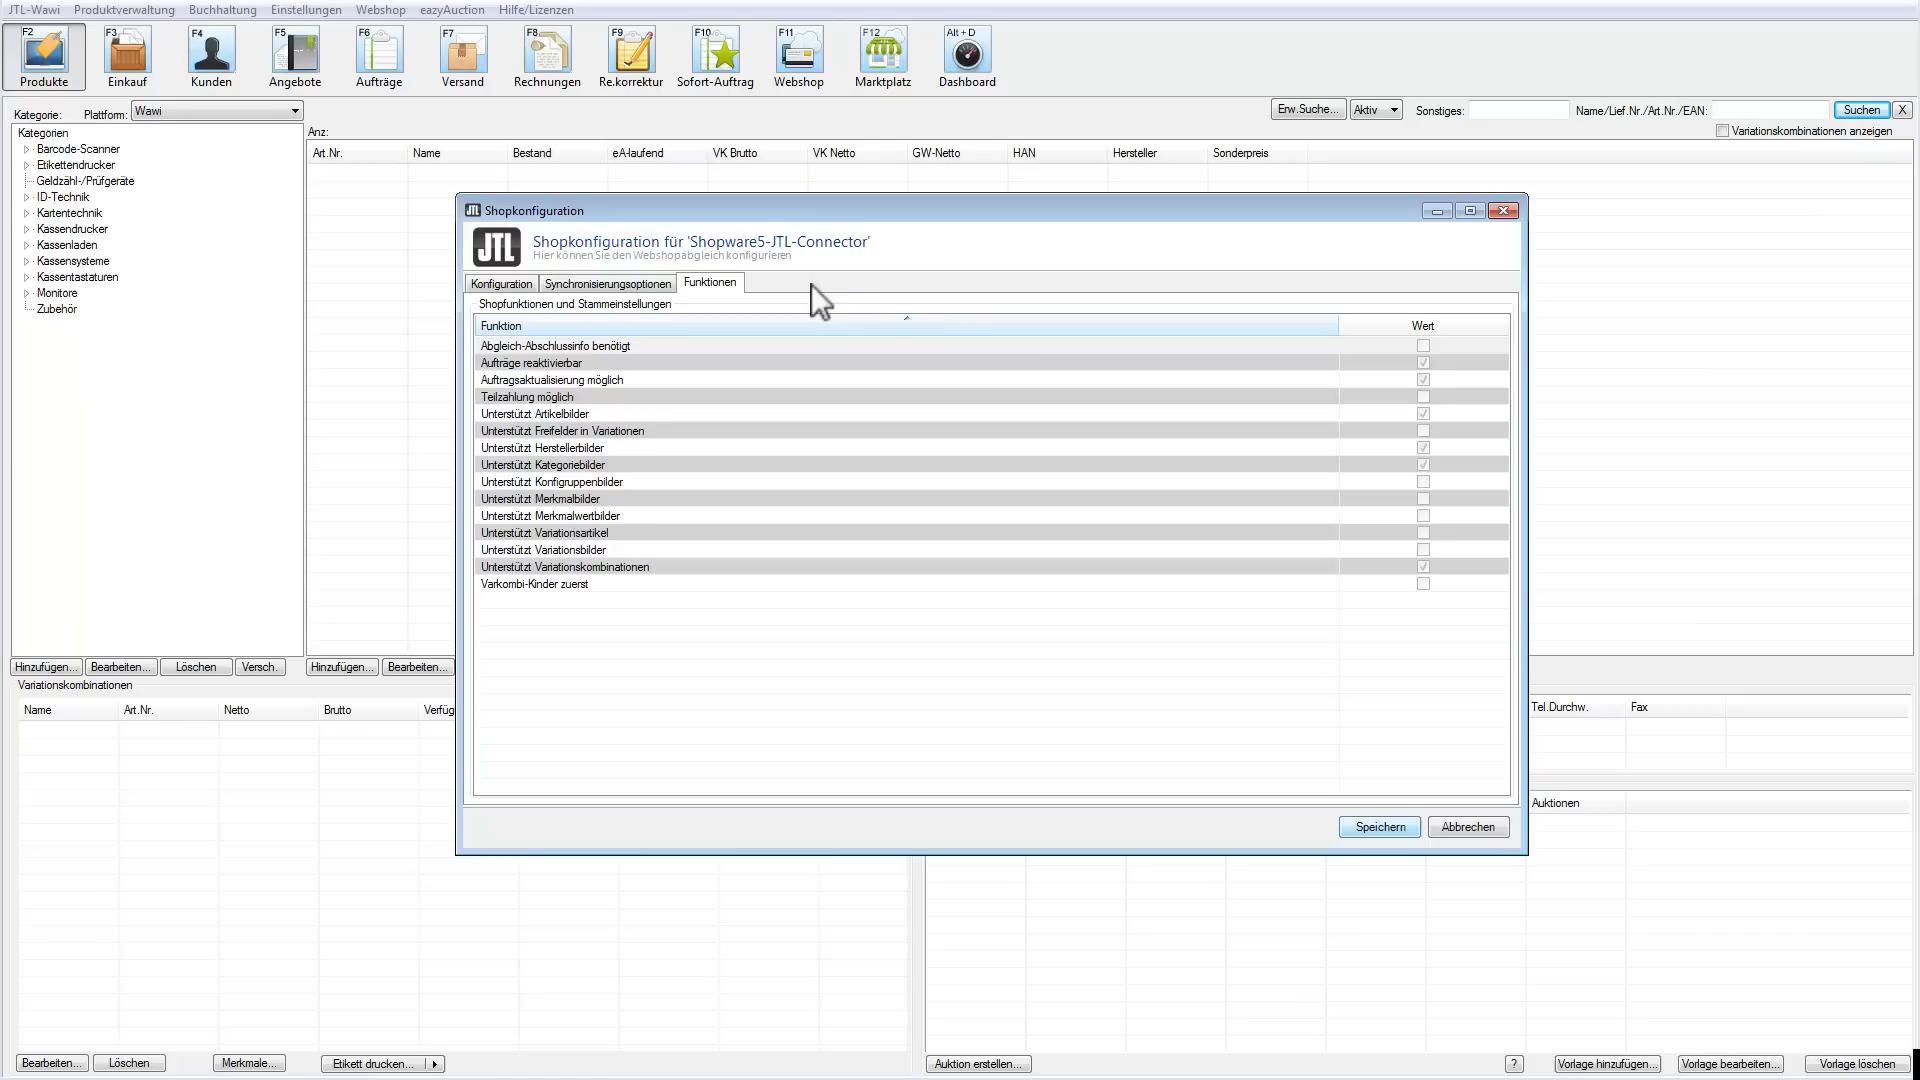 JTL-Wawi Produktverwaltung Buchhaltung Einstellungen Webshop eazyAuction Hilfe/Lizenzen
F2 F3 F4 F5 F6 F7 F8 F9 F10 F11 F12 Alt + D
Produkte Einkauf Kunden Angebote Aufträge Versand Rechnungen Re.korrektur Sofort-Auftrag Webshop Marktplatz Dashboard
Kategorie: Plattform: Wawi Erw.Suche... Aktiv Sonstiges: Name/Lief.Nr./Art.Nr./EAN: Suchen X
Variationskombinationen anzeigen
Kategorien
Barcode-Scanner
Etikettendrucker
Geldzähl-/Prüfgeräte
ID-Technik
Kartentechnik
Kassendrucker
Kassenladen
Kassensysteme
Kassentastaturen
Monitore
Zubehör
Anz:
Art.Nr. Name Bestand eA-laufend VK Brutto VK Netto GW-Netto HAN Hersteller Sonderpreis
JTL Shopkonfiguration
JTL
Shopkonfiguration für 'Shopware5-JTL-Connector'
Hier können Sie den Webshopabgleich konfigurieren
Konfiguration Synchronisierungsoptionen Funktionen
Shopfunktionen und Stammeinstellungen
Funktion Wert
Abgleich-Abschlussinfo benötigt
Aufträge reaktivierbar
Auftragsaktualisierung möglich
Teilzahlung möglich
Unterstützt Artikelbilder
Unterstützt Freifelder in Variationen
Unterstützt Herstellerbilder
Unterstützt Kategoriebilder
Unterstützt Konfigruppenbilder
Unterstützt Merkmalbilder
Unterstützt Merkmalwertbilder
Unterstützt Variationsartikel
Unterstützt Variationsbilder
Unterstützt Variationskombinationen
Varkombi-Kinder zuerst
Speichern Abbrechen
Hinzufügen... Bearbeiten... Löschen Versch. Hinzufügen... Bearbeiten...
Variationskombinationen
Name Art.Nr. Netto Brutto Verfüg
Tel.Durchw. Fax
Auktionen
Bearbeiten... Löschen Merkmale... Etikett drucken... Auktion erstellen... ? Vorlage hinzufügen... Vorlage bearbeiten... Vorlage löschen